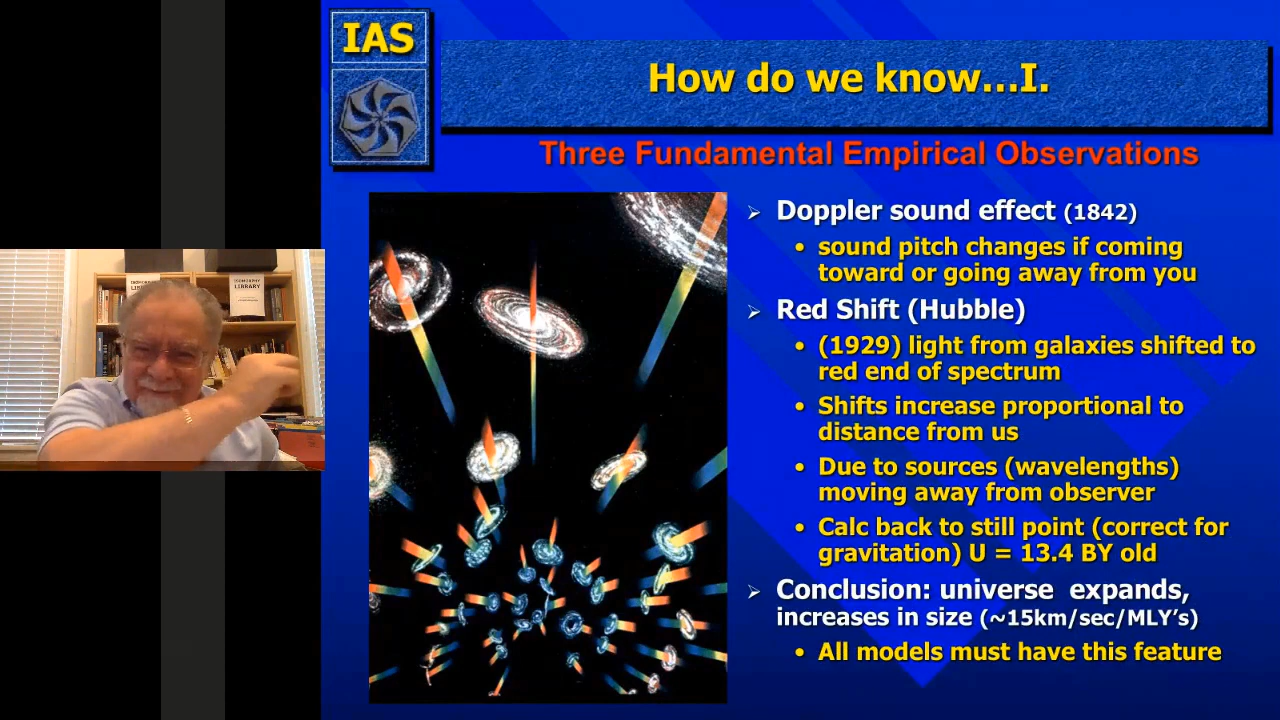 IAS
How do we know...I.
Three Fundamental Empirical Observations
➢ Doppler sound effect (1842)
• sound pitch changes if coming
toward or going away from you
➢ Red Shift (Hubble)
• (1929) light from galaxies shifted to
red end of spectrum
• Shifts increase proportional to
distance from us
• Due to sources (wavelengths)
moving away from observer
• Calc back to still point (correct for
gravitation) U = 13.4 BY old
➢ Conclusion: universe expands,
increases in size (~15km/sec/MLY's)
• All models must have this feature
ISOMORPHY
LIBRARY